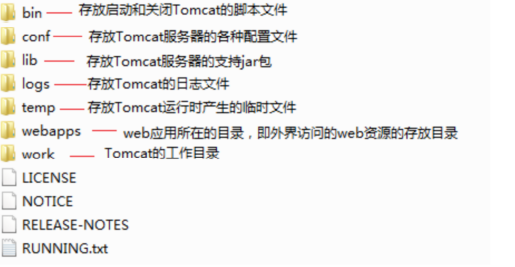 bin 存放启动和关闭Tomcat的脚本文件
conf 存放Tomcat服务器的各种配置文件
lib 存放Tomcat服务器的支持jar包
logs 存放Tomcat的日志文件
temp 存放Tomcat运行时产生的临时文件
webapps web应用所在的目录，即外界访问的web资源的存放目录
work Tomcat的工作目录
LICENSE
NOTICE
RELEASE-NOTES
RUNNING.txt